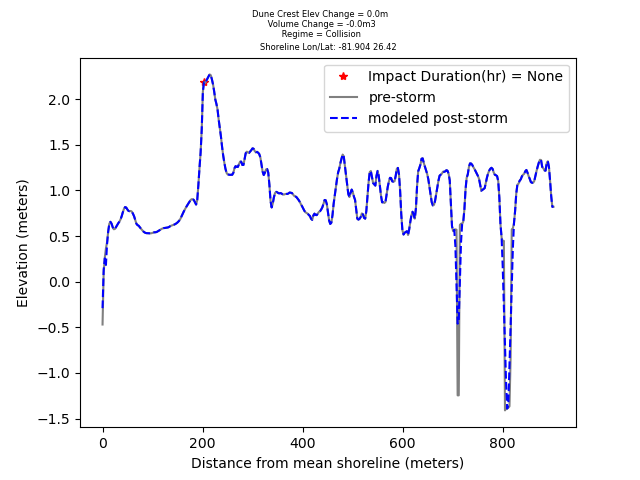 Dune Crest Elev Change = 0.0m
Volume Change = -0.0m3
Regime = Collision
Shoreline Lon/Lat: -81.904 26.42
Impact Duration(hr) = None
pre-storm
modeled post-storm
Elevation (meters)
2.0
1.5
1.0
0.5
0.0
−0.5
−1.0
−1.5
0 200 400 600 800
Distance from mean shoreline (meters)